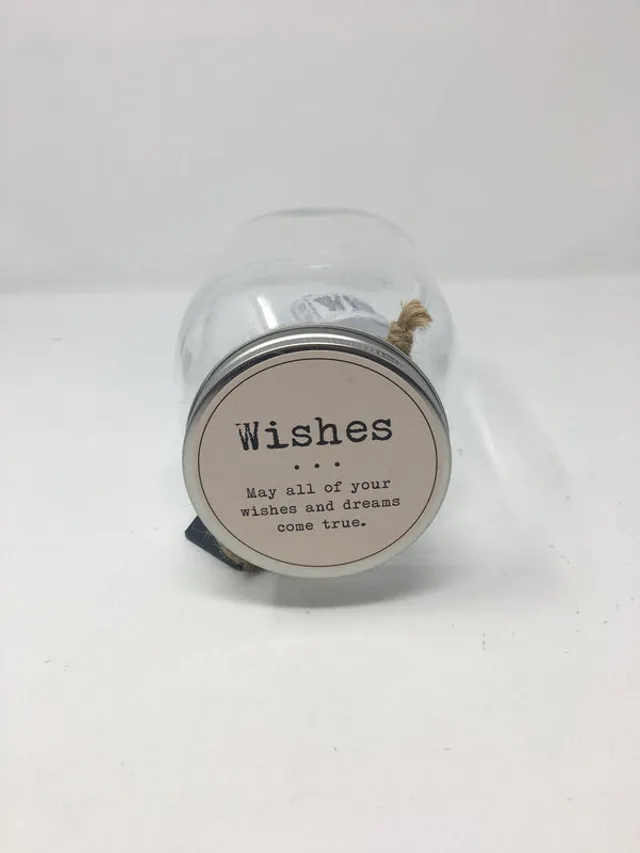 Wishes
...
May all of your
wishes and dreams
come true.